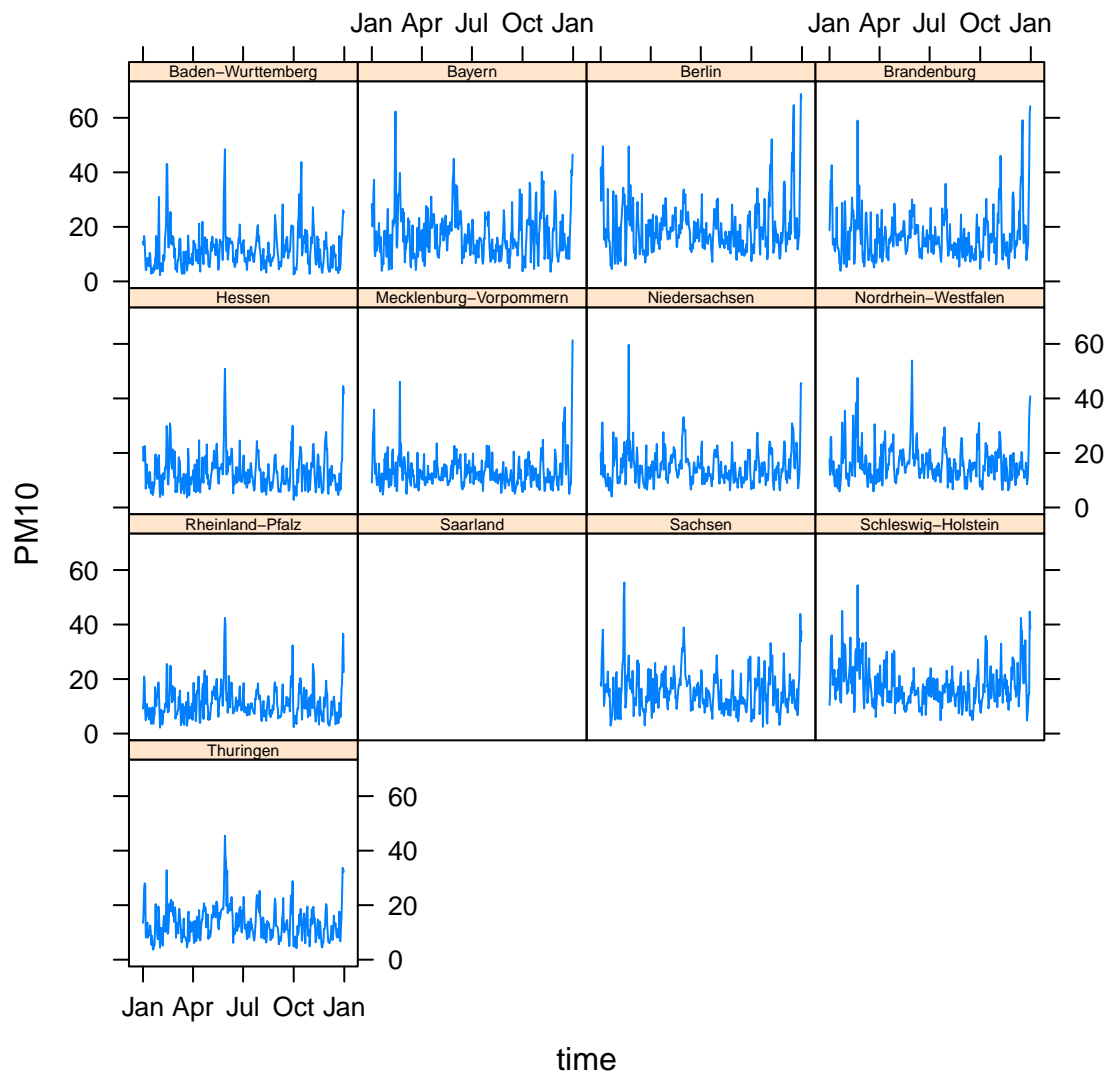 Jan Apr Jul Oct Jan Jan Apr Jul Oct Jan
Baden−Wurttemberg Bayern Berlin Brandenburg
60
40
20
0
Hessen Mecklenburg−Vorpommern Niedersachsen Nordrhein−Westfalen
60
40
20
0
PM10
Rheinland−Pfalz Saarland Sachsen Schleswig−Holstein
60
40
20
0
Thuringen
60
40
20
0
Jan Apr Jul Oct Jan
time